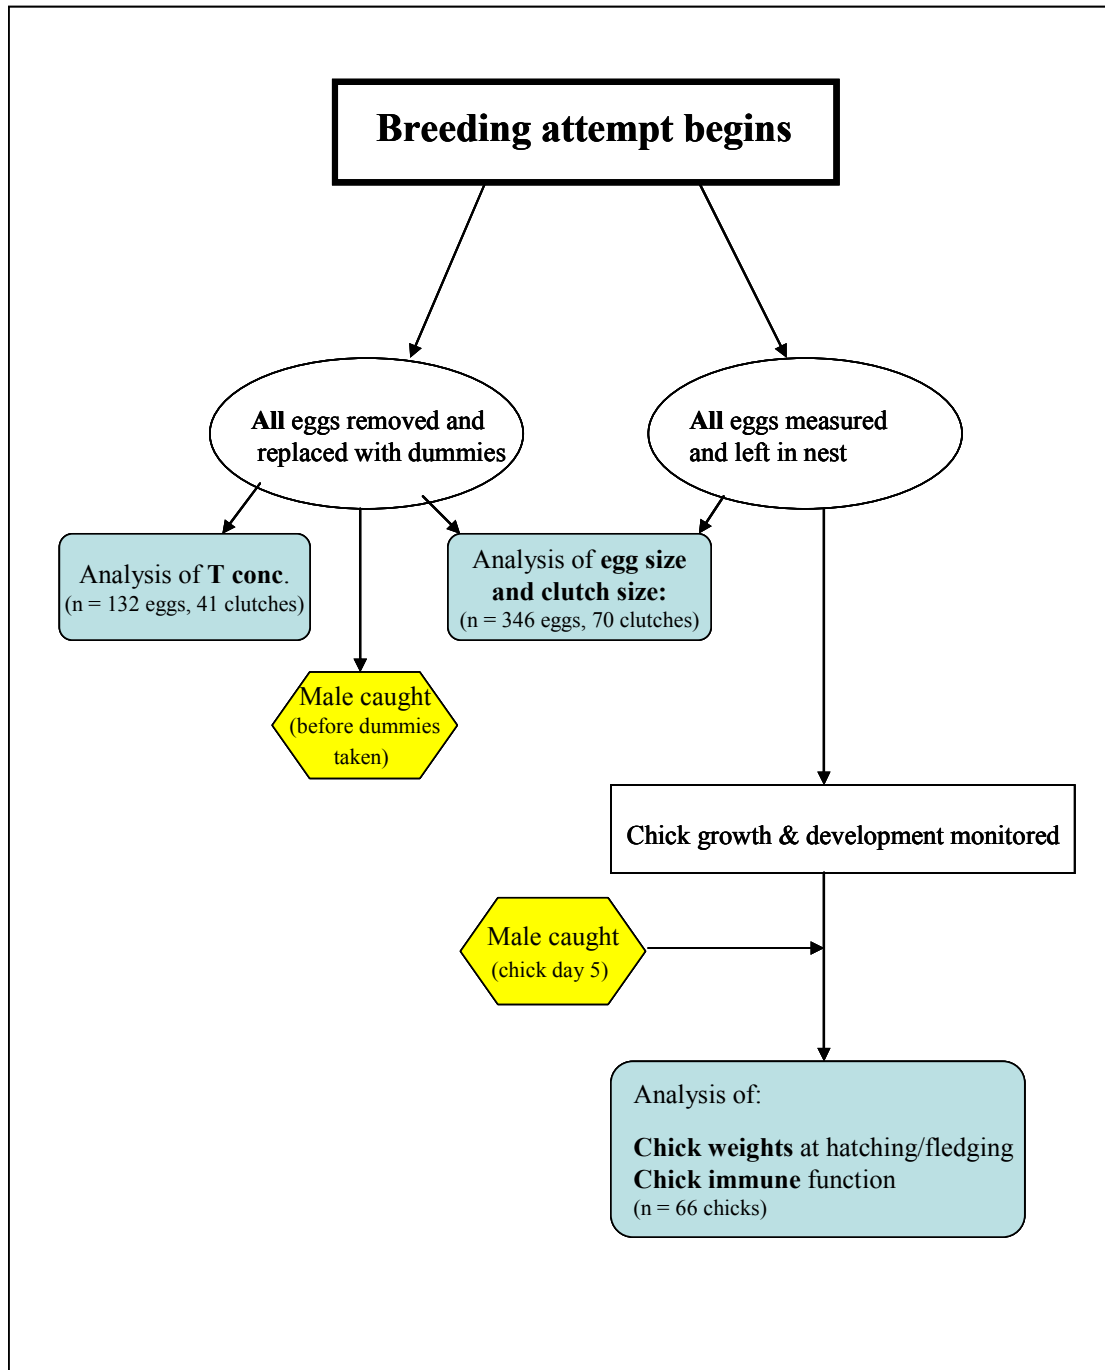 Breeding attempt begins
All eggs removed and
replaced with dummies
All eggs measured
and left in nest
Analysis of T conc.
(n = 132 eggs, 41 clutches)
Analysis of egg size
and clutch size:
(n = 346 eggs, 70 clutches)
Male caught
(before dummies
taken)
Chick growth & development monitored
Male caught
(chick day 5)
Analysis of:
Chick weights at hatching/fledging
Chick immune function
(n = 66 chicks)